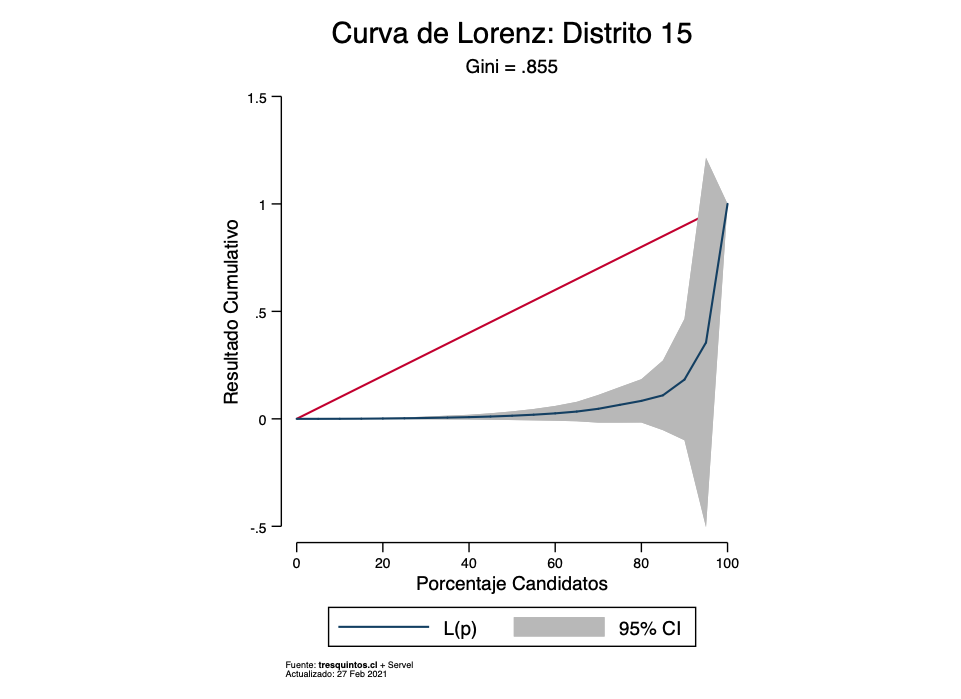 Curva de Lorenz: Distrito 15
Gini = .855
1.5
1
.5
0
-.5
Resultado Cumulativo
0 20 40 60 80 100
Porcentaje Candidatos
L(p) 95% CI
Fuente: tresquintos.cl + Servel
Actualizado: 27 Feb 2021